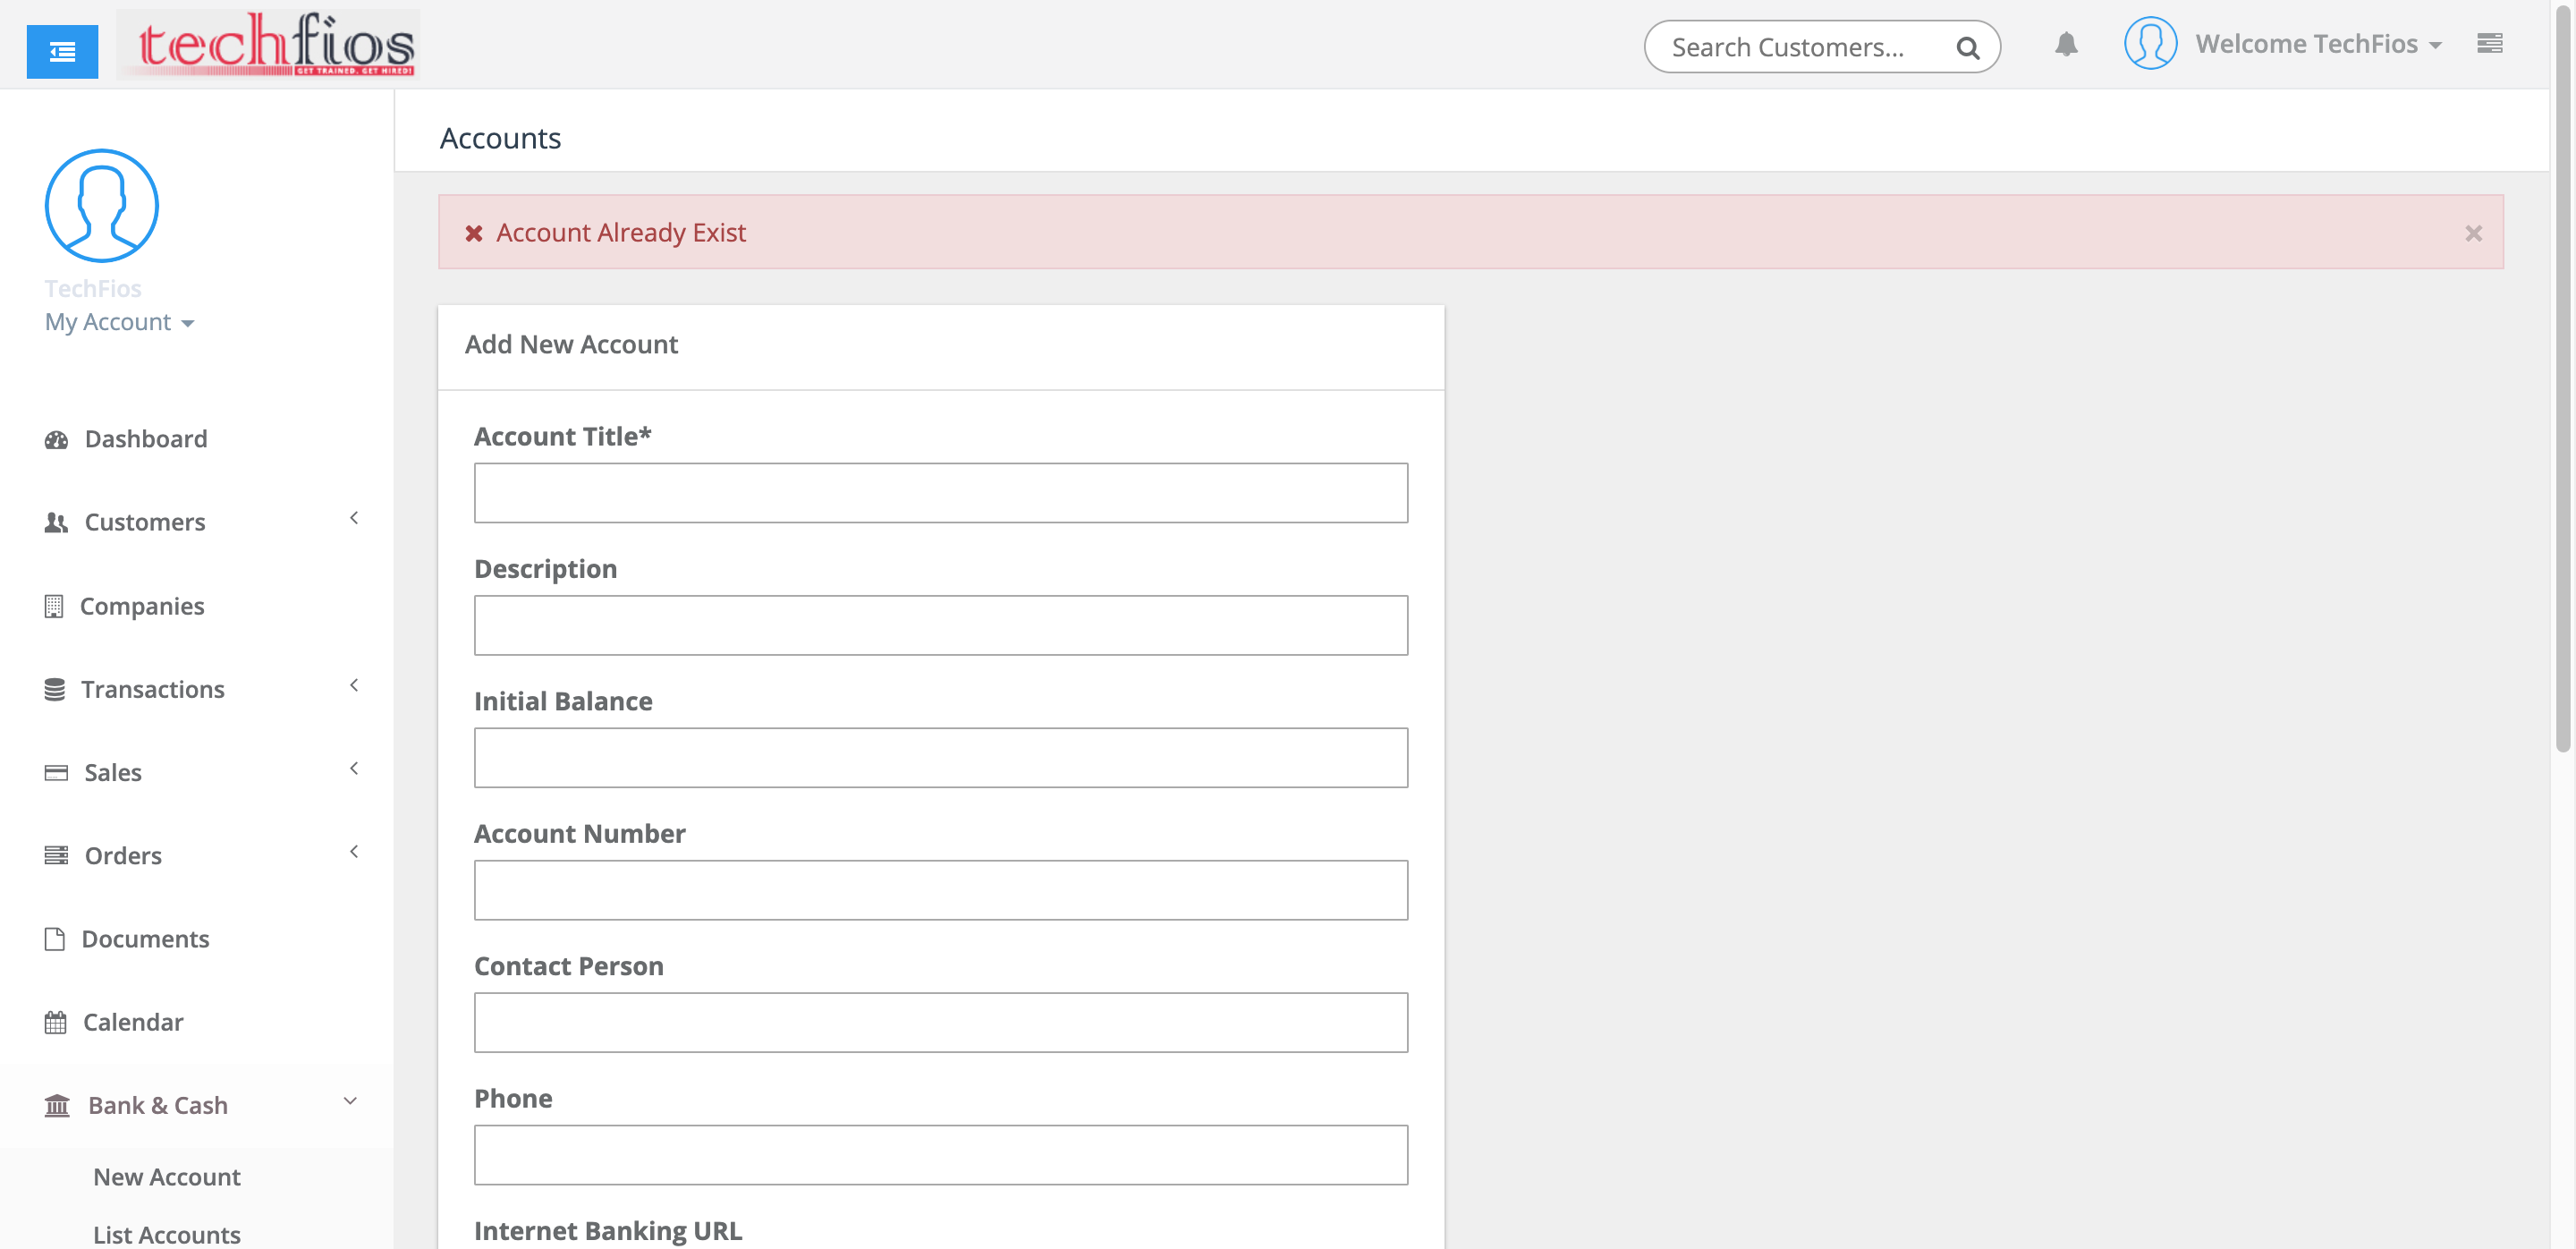 techfios
GET TRAINED. GET HIRED!
Search Customers...
Welcome TechFios
TechFios
My Account
Dashboard
Customers
Companies
Transactions
Sales
Orders
Documents
Calendar
Bank & Cash
New Account
List Accounts
Accounts
Account Already Exist
Add New Account
Account Title*
Description
Initial Balance
Account Number
Contact Person
Phone
Internet Banking URL